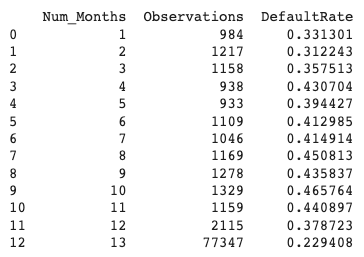 Num_Months Observations DefaultRate
0 1 984 0.331301
1 2 1217 0.312243
2 3 1158 0.357513
3 4 938 0.430704
4 5 933 0.394427
5 6 1109 0.412985
6 7 1046 0.414914
7 8 1169 0.450813
8 9 1278 0.435837
9 10 1329 0.465764
10 11 1159 0.440897
11 12 2115 0.378723
12 13 77347 0.229408